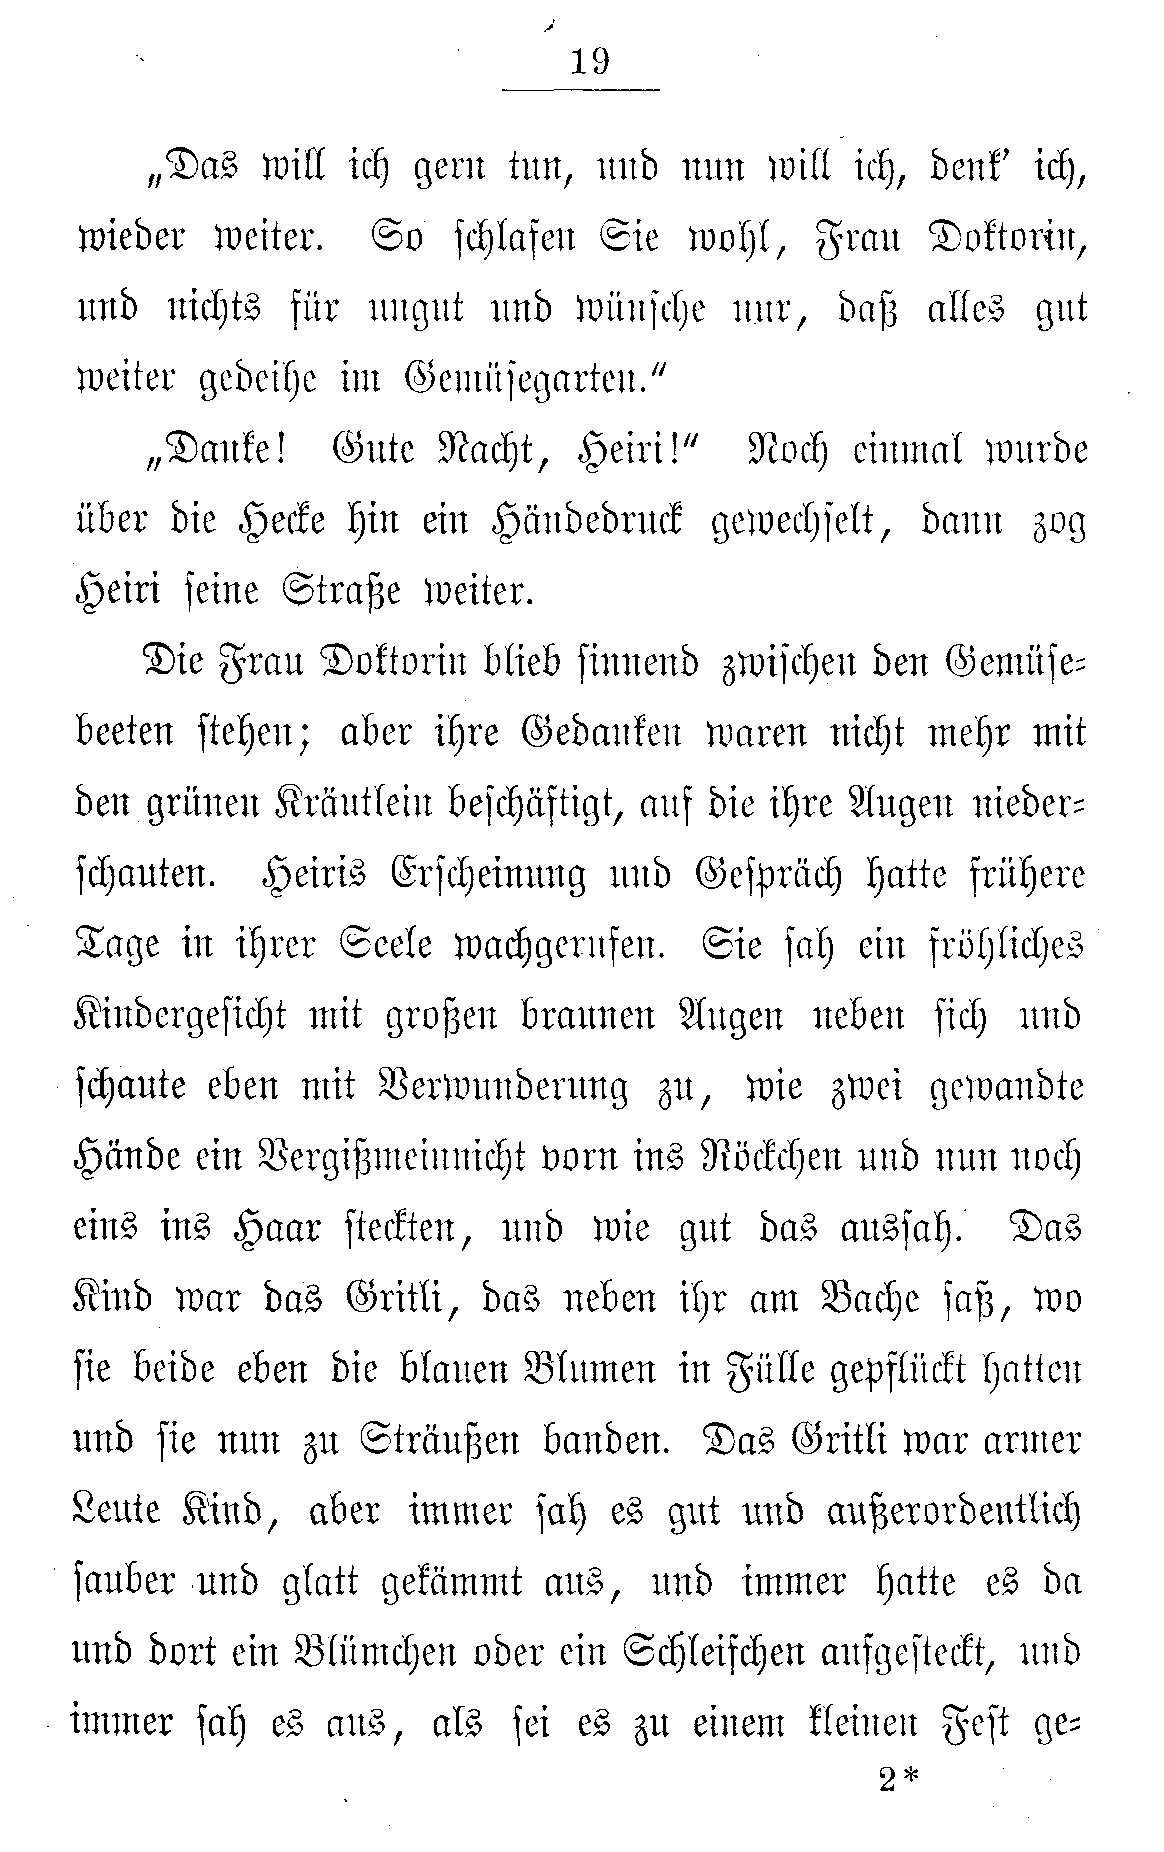 19
„Das will ich gern tun, und nun will ich, denk’ ich,
wieder weiter. So schlafen Sie wohl, Frau Doktorin,
und nichts für ungut und wünsche nur, daß alles gut
weiter gedeihe im Gemüsegarten.“
„Danke! Gute Nacht, Heiri!“ Noch einmal wurde
über die Hecke hin ein Händedruck gewechselt, dann zog
Heiri seine Straße weiter.
Die Frau Doktorin blieb sinnend zwischen den Gemüse-
beeten stehen; aber ihre Gedanken waren nicht mehr mit
den grünen Kräutlein beschäftigt, auf die ihre Augen nieder-
schauten. Heiris Erscheinung und Gespräch hatte frühere
Tage in ihrer Seele wachgerufen. Sie sah ein fröhliches
Kindergesicht mit großen braunen Augen neben sich und
schaute eben mit Verwunderung zu, wie zwei gewandte
Hände ein Vergißmeinnicht vorn ins Röckchen und nun noch
eins ins Haar steckten, und wie gut das aussah. Das
Kind war das Gritli, das neben ihr am Bache saß, wo
sie beide eben die blauen Blumen in Fülle gepflückt hatten
und sie nun zu Sträußen banden. Das Gritli war armer
Leute Kind, aber immer sah es gut und außerordentlich
sauber und glatt gekämmt aus, und immer hatte es da
und dort ein Blümchen oder ein Schleifchen aufgesteckt, und
immer sah es aus, als sei es zu einem kleinen Fest ge-
2*